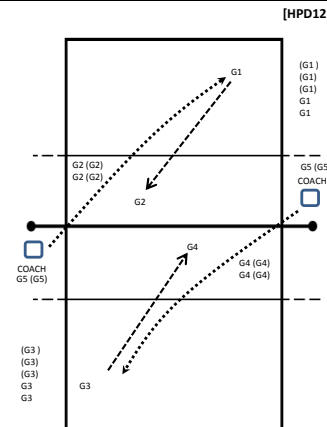 [HPD12
G1
(G1 )
(G1)
(G1)
G1
G1
G2 (G2)
G2 (G2)
G5 (G5
COACH
G2
G4
COACH
G5 (G5)
G4 (G4)
G4 (G4)
(G3 )
(G3)
(G3)
G3
G3
G3